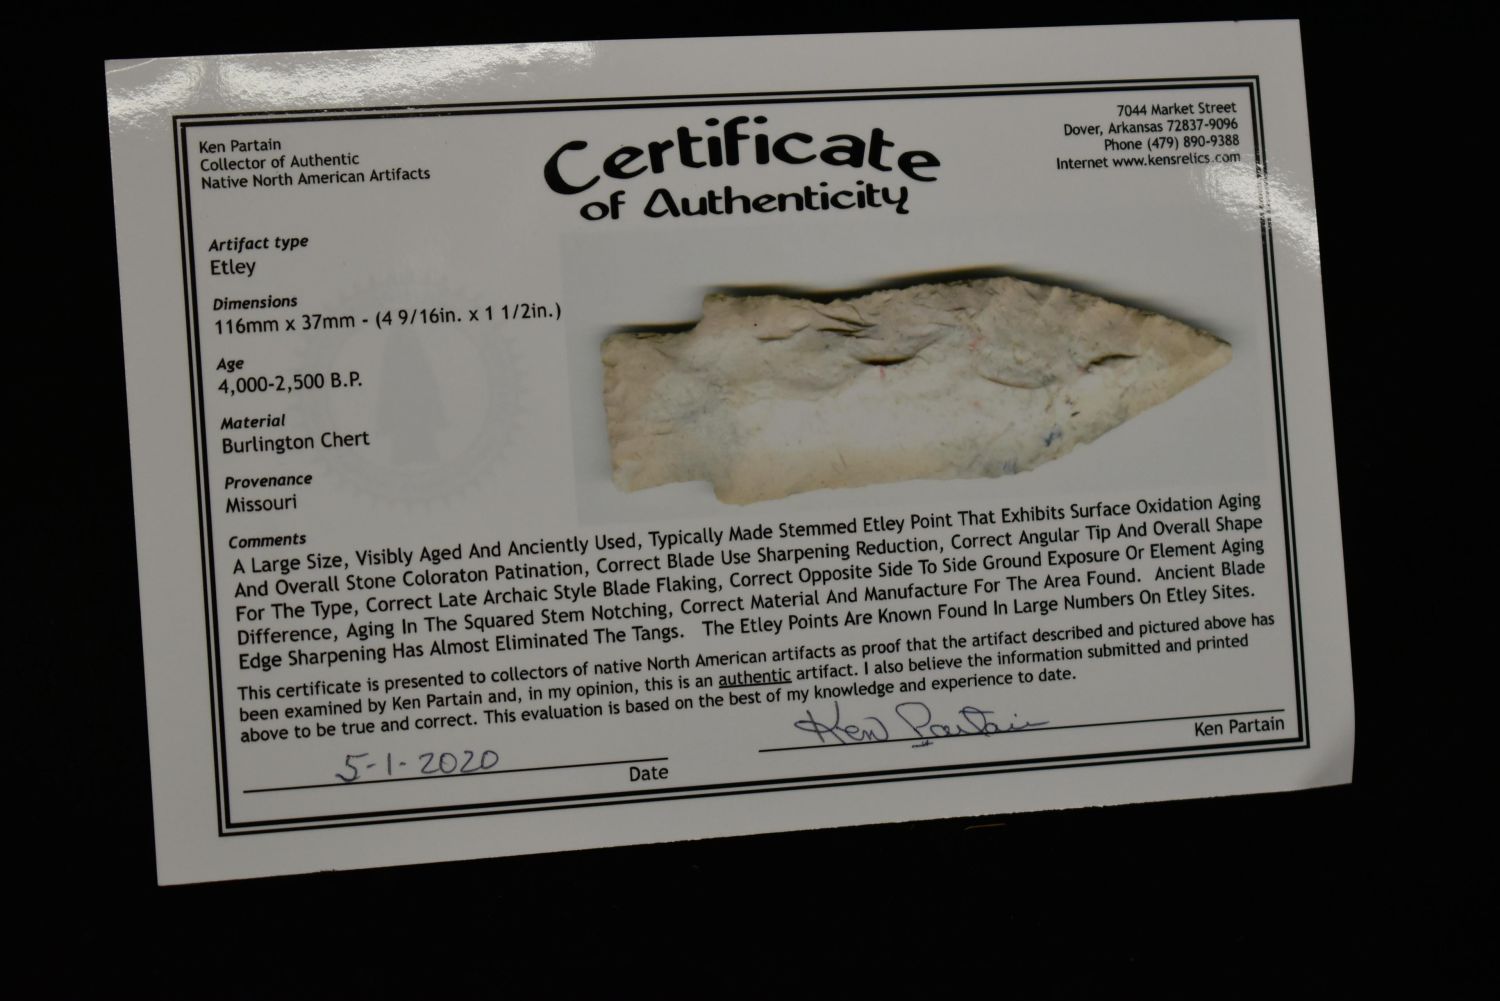 Ken Partain
Collector of Authentic
Native North American Artifacts
Certificate
of Authenticity
7044 Market Street
Dover, Arkansas 72837-9096
Phone (479) 890-9388
Internet www.kensrelics.com
Artifact type
Etley
Dimensions
116mm x 37mm - (4 9/16in. x 1 1/2in.)
Age
4,000-2,500 B.P.
Material
Burlington Chert
Provenance
Missouri
Comments
A Large Size, Visibly Aged And Anciently Used, Typically Made Stemmed Etley Point That Exhibits Surface Oxidation Aging
And Overall Stone Coloraton Patination, Correct Blade Use Sharpening Reduction, Correct Angular Tip And Overall Shape
For The Type, Correct Late Archaic Style Blade Flaking, Correct Opposite Side To Side Ground Exposure Or Element Aging
Difference, Aging In The Squared Stem Notching, Correct Material And Manufacture For The Area Found. Ancient Blade
Edge Sharpening Has Almost Eliminated The Tangs. The Etley Points Are Known Found In Large Numbers On Etley Sites.
This certificate is presented to collectors of native North American artifacts as proof that the artifact described and pictured above has
been examined by Ken Partain and, in my opinion, this is an authentic artifact. I also believe the information submitted and printed
above to be true and correct. This evaluation is based on the best of my knowledge and experience to date.
5-1-2020
Date
Ken Partain
Ken Partain